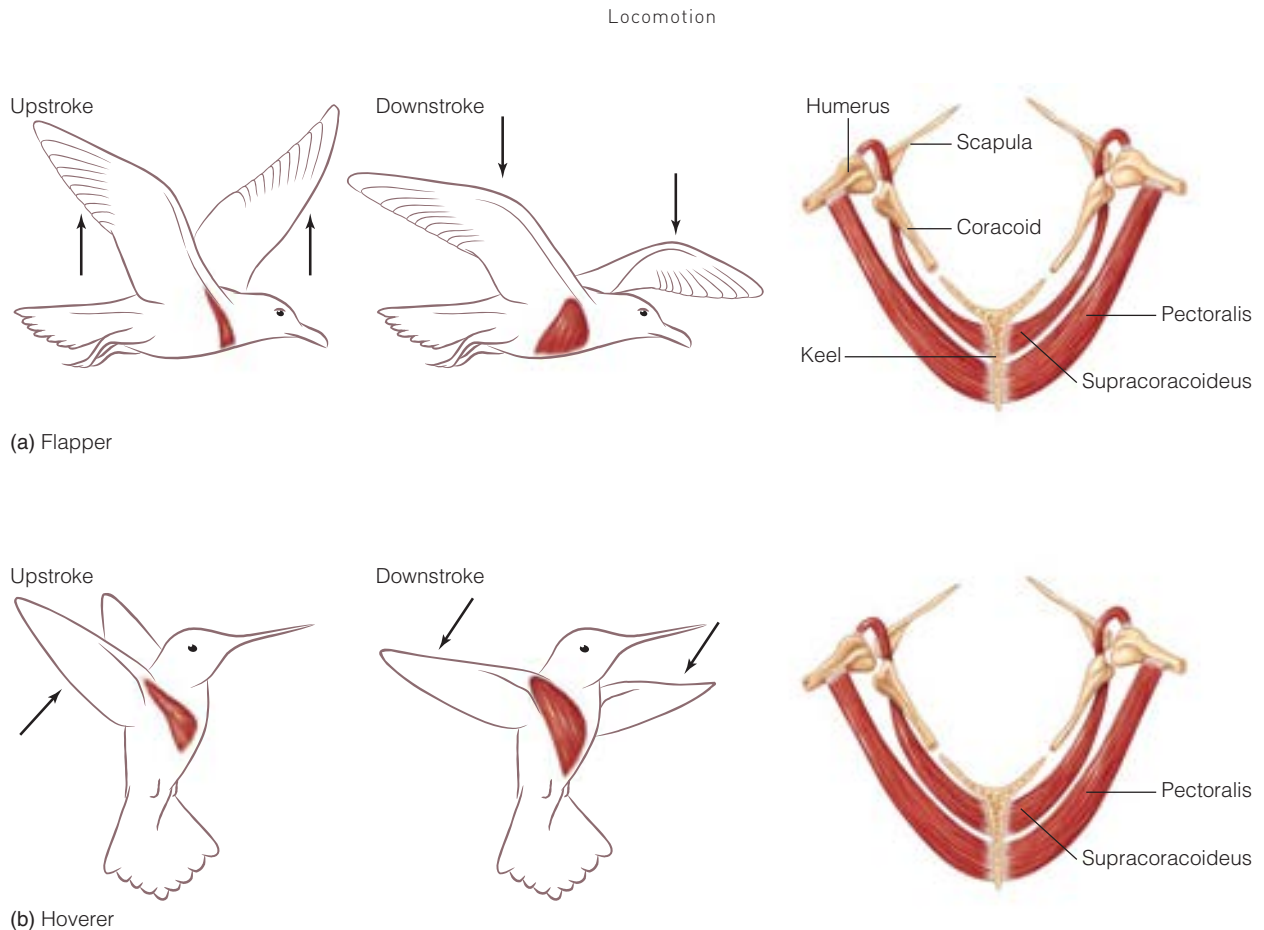 Locomotion
Upstroke
Downstroke
Humerus
Scapula
Coracoid
Pectoralis
Keel
Supracoracoideus
(a) Flapper
Upstroke
Downstroke
Pectoralis
Supracoracoideus
(b) Hoverer